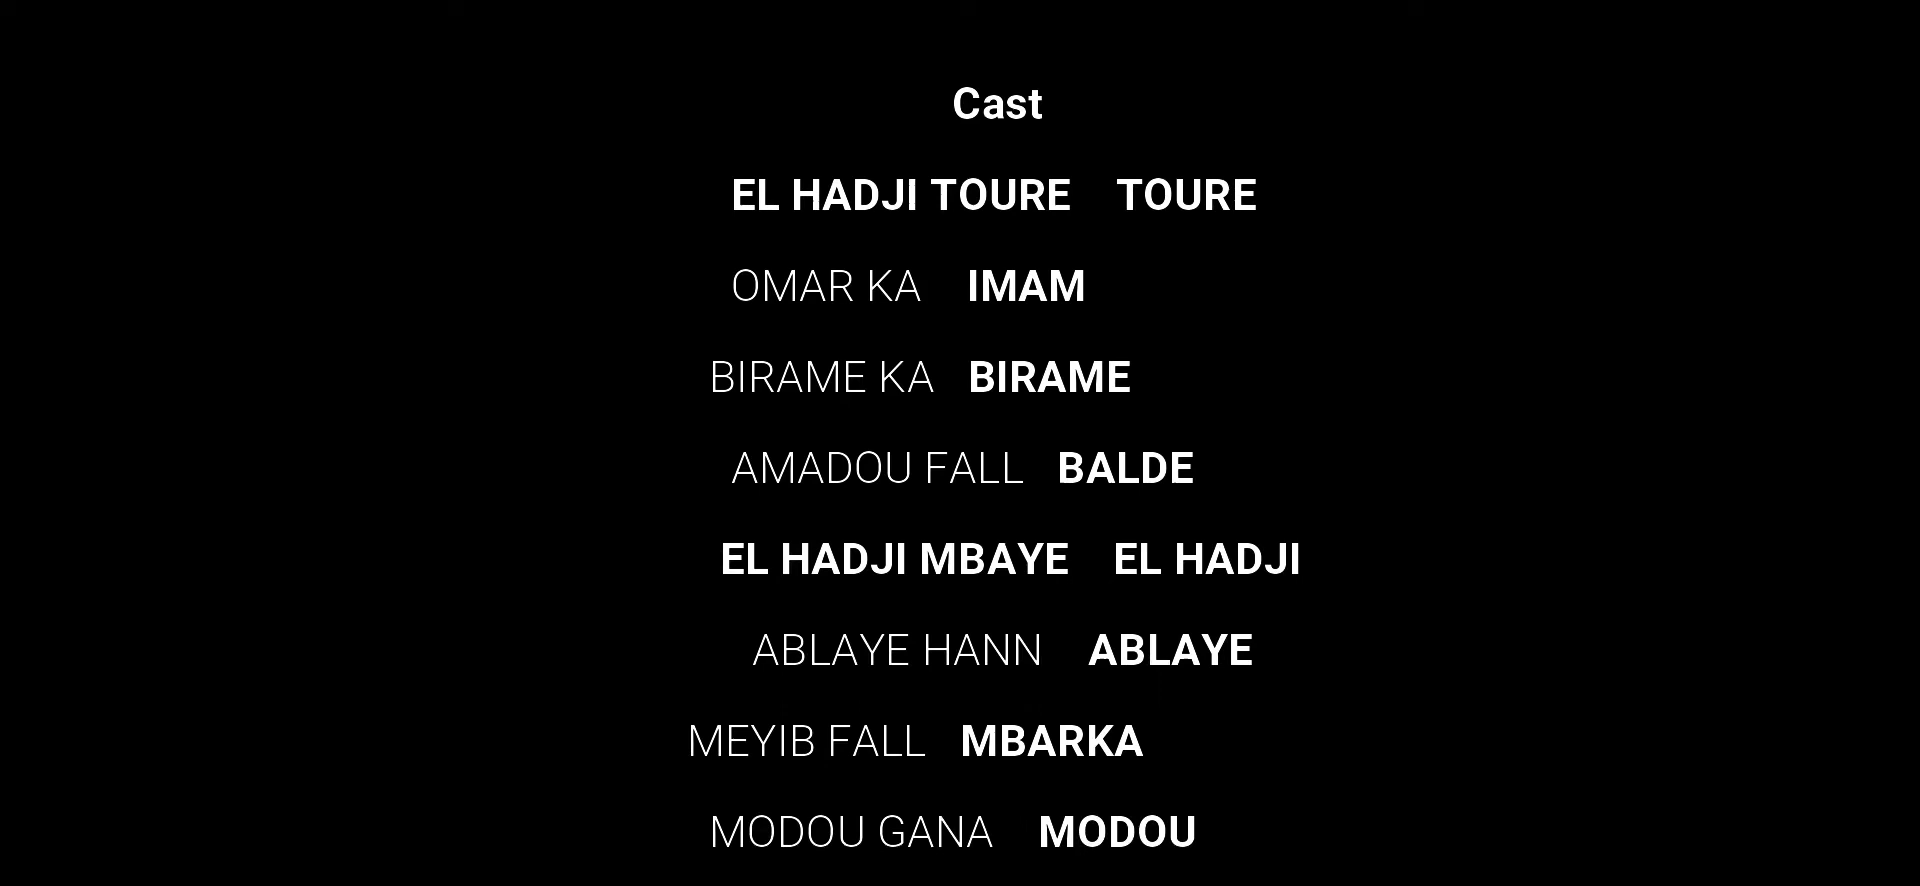 Cast
EL HADJI TOURE TOURE
OMAR KA IMAM
BIRAME KA BIRAME
AMADOU FALL BALDE
EL HADJI MBAYE EL HADJI
ABLAYE HANN ABLAYE
MEYIB FALL MBARKA
MODOU GANA MODOU